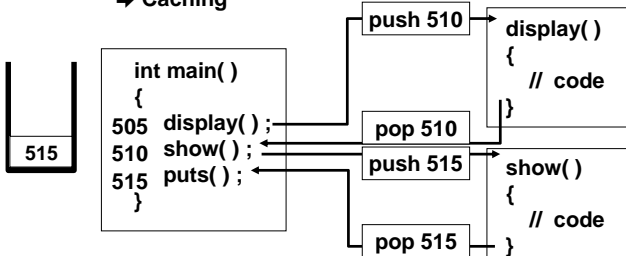 ➔ Caching
push 510
display( )
{
// code
}
int main( )
{
505 display( ) ;
510 show( ) ;
515 puts( ) ;
}
515
pop 510
push 515
show( )
{
// code
}
pop 515